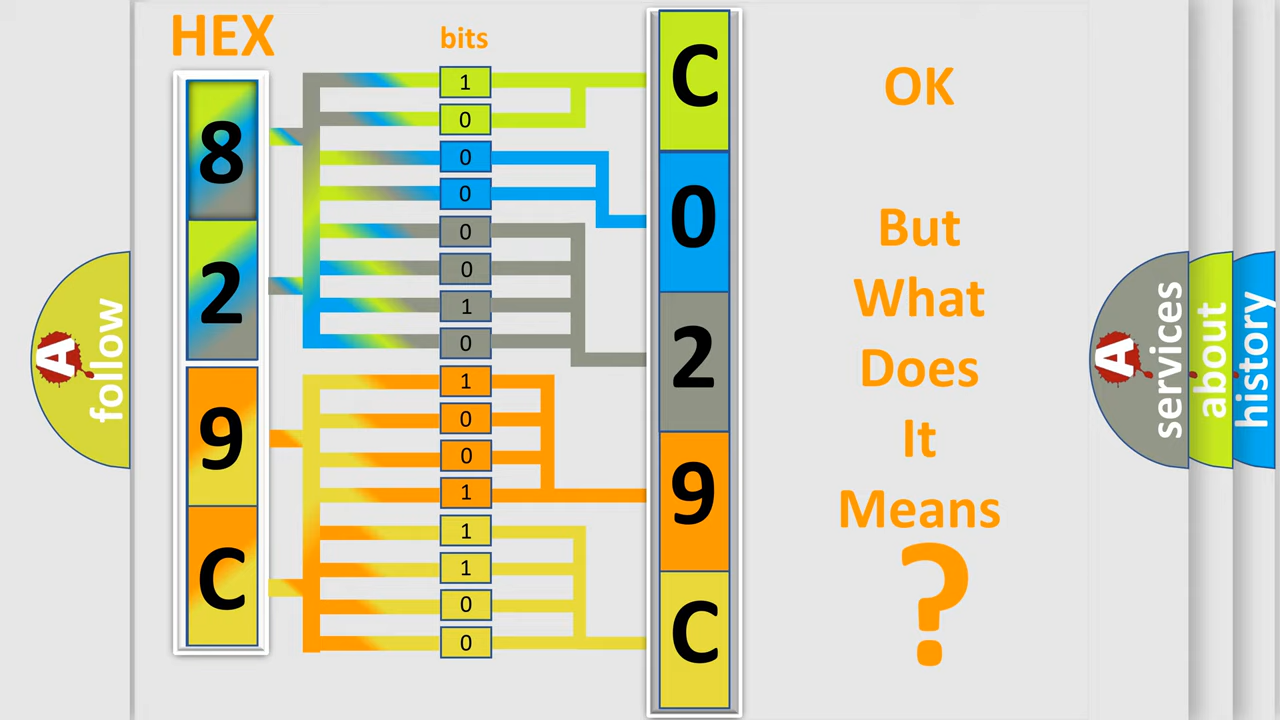 HEX
bits
8
2
9
C
1
0
0
0
0
0
1
0
1
0
0
1
1
1
0
0
C
0
2
9
C
OK
But
What
Does
It
Means
?
A
follow
A
services
about
history